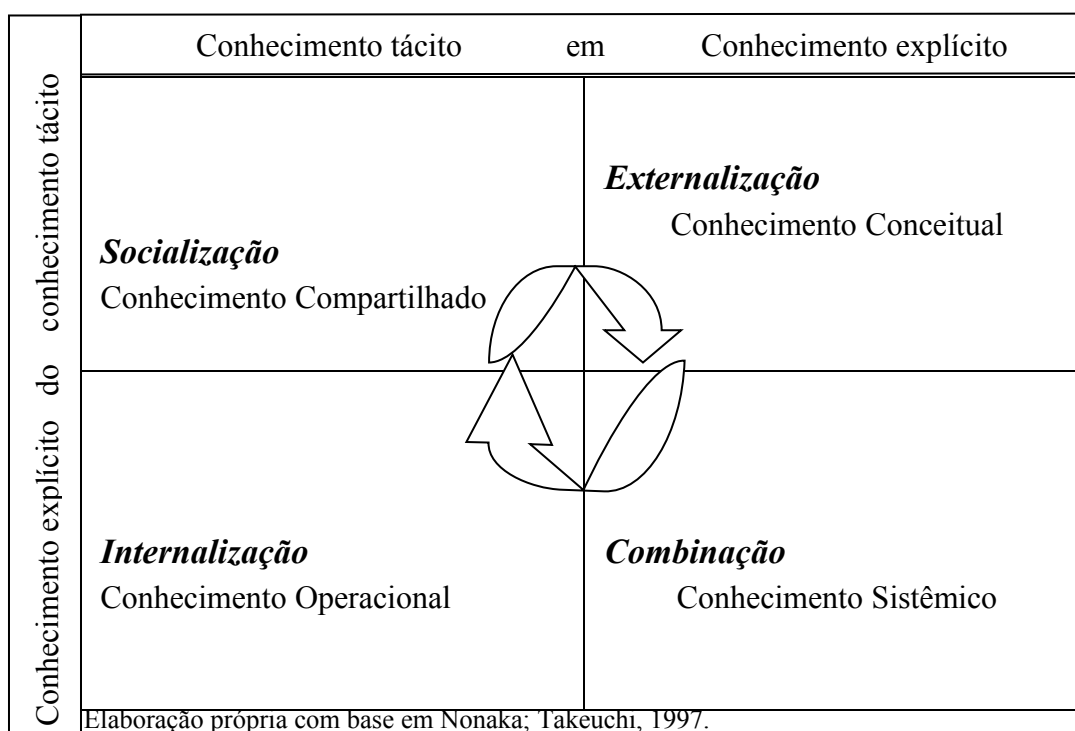 Conhecimento tácito em Conhecimento explícito
Conhecimento explícito do conhecimento tácito
Externalização
Conhecimento Conceitual
Socialização
Conhecimento Compartilhado
Internalização
Conhecimento Operacional
Combinação
Conhecimento Sistêmico
Elaboração própria com base em Nonaka; Takeuchi, 1997.